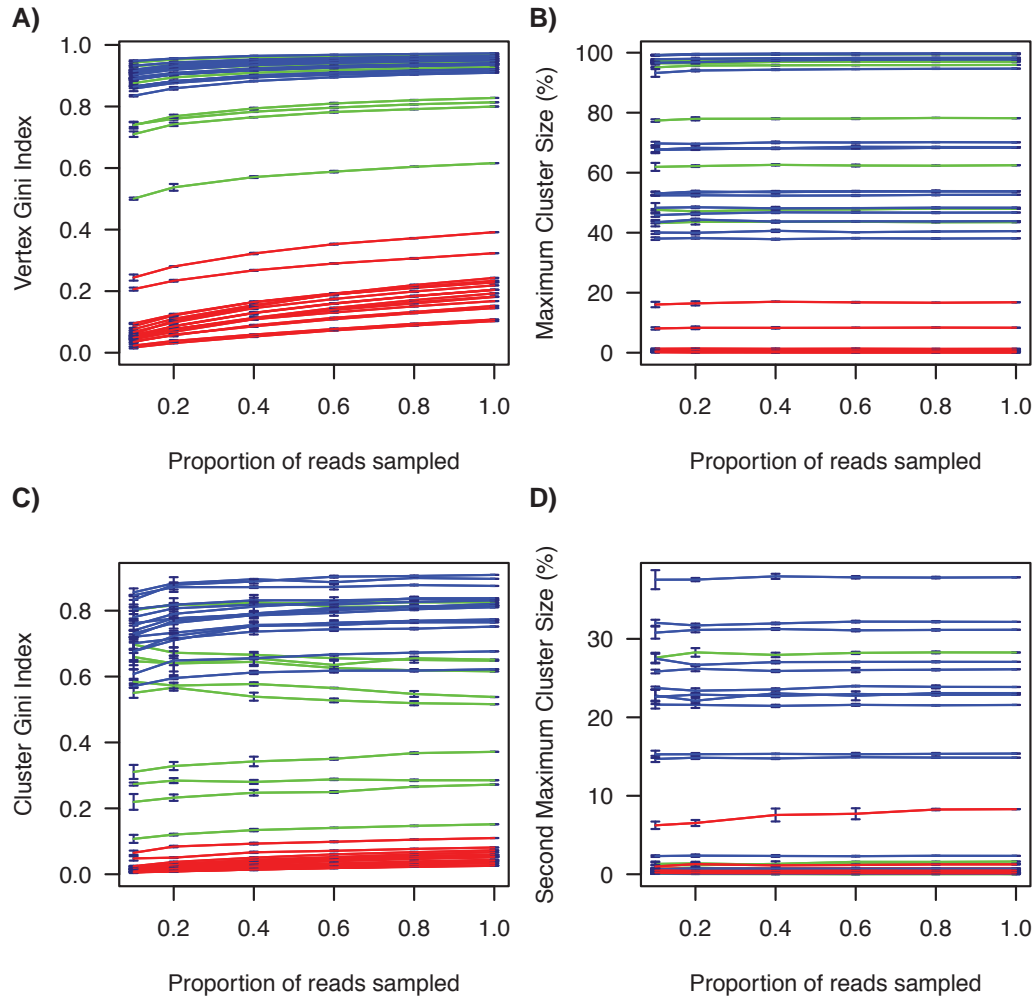 A)
Vertex Gini Index
1.0
0.8
0.6
0.4
0.2
0.0
0.2 0.4 0.6 0.8 1.0
Proportion of reads sampled
B)
Maximum Cluster Size (%)
100
80
60
40
20
0
0.2 0.4 0.6 0.8 1.0
Proportion of reads sampled
C)
Cluster Gini Index
0.8
0.6
0.4
0.2
0.0
0.2 0.4 0.6 0.8 1.0
Proportion of reads sampled
D)
Second Maximum Cluster Size (%)
30
20
10
0
0.2 0.4 0.6 0.8 1.0
Proportion of reads sampled